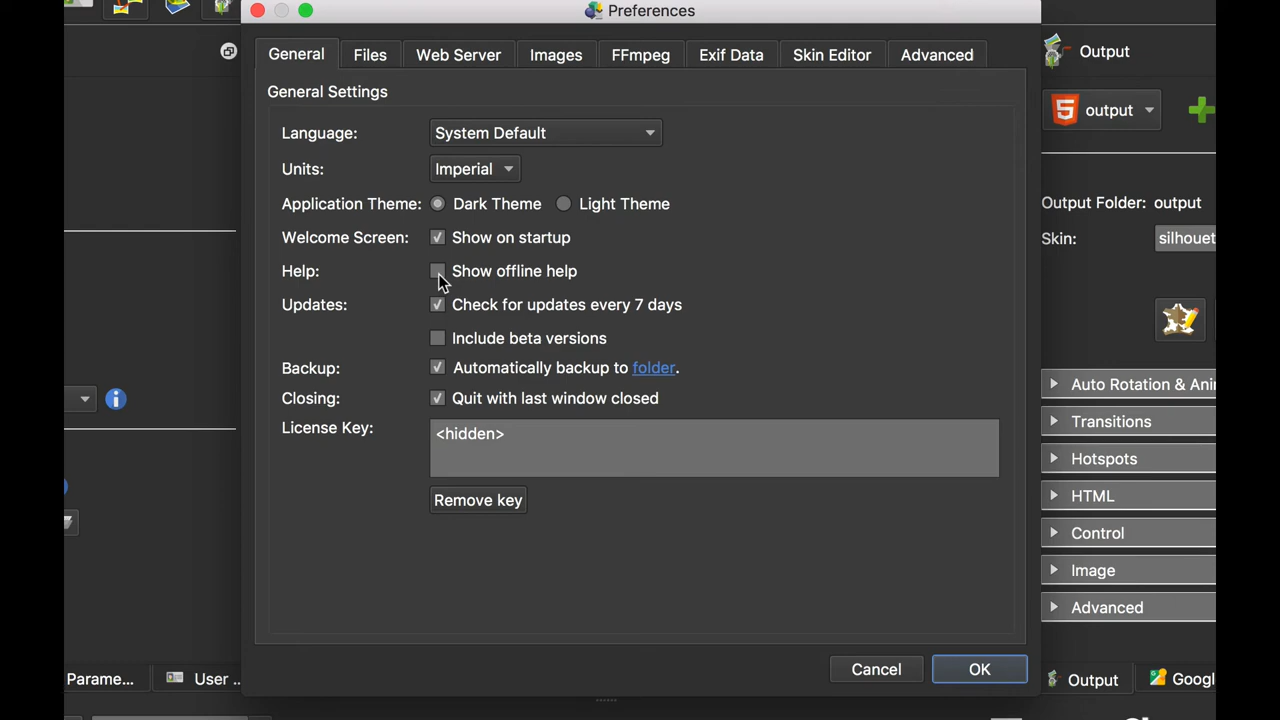 Preferences
General Files Web Server Images FFmpeg Exif Data Skin Editor Advanced
General Settings
Language: System Default
Units: Imperial
Application Theme: Dark Theme Light Theme
Welcome Screen: Show on startup
Help: Show offline help
Updates: Check for updates every 7 days
Include beta versions
Backup: Automatically backup to folder.
Closing: Quit with last window closed
License Key: <hidden>
Remove key
Cancel OK
Output
output
Output Folder: output
Skin: silhouet
Auto Rotation & Ani
Transitions
Hotspots
HTML
Control
Image
Advanced
Parame... User ..
Output Googl